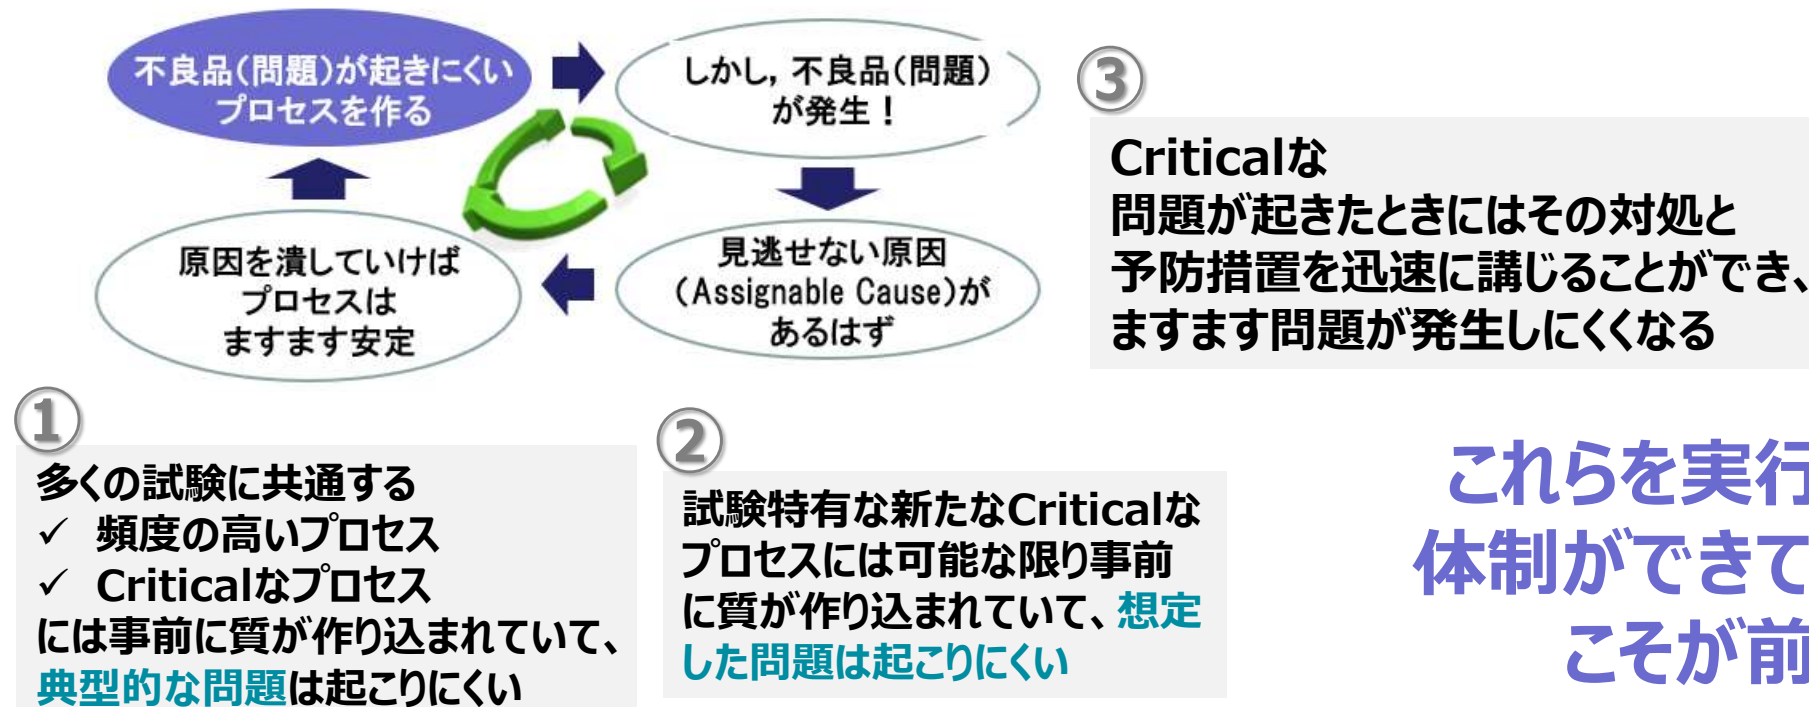 不良品(問題)が起きにくい
プロセスを作る
しかし, 不良品(問題)
が発生！
見逃せない原因
(Assignable Cause)が
あるはず
原因を潰していけば
プロセスは
ますます安定
①
多くの試験に共通する
✓ 頻度の高いプロセス
✓ Criticalなプロセス
には事前に質が作り込まれていて、
典型的な問題は起こりにくい
②
試験特有な新たなCriticalな
プロセスには可能な限り事前
に質が作り込まれていて、想定
した問題は起こりにくい
③
Criticalな
問題が起きたときにはその対処と
予防措置を迅速に講じることができ、
ますます問題が発生しにくくなる
これらを実行
体制ができて
こそが前